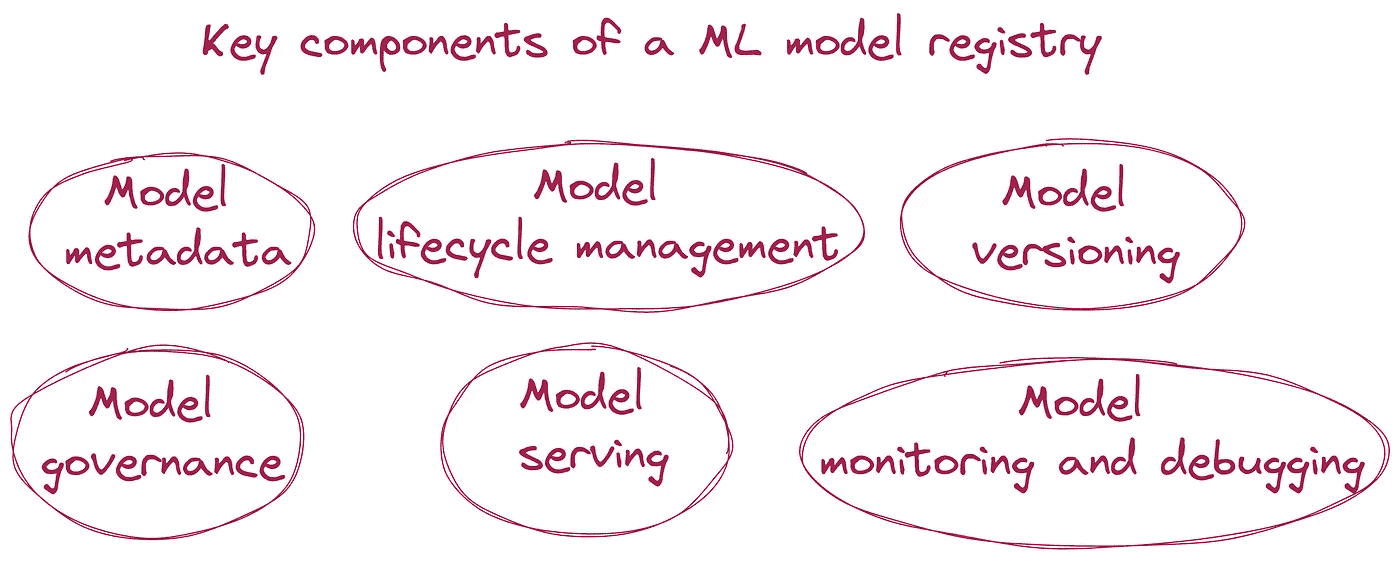 Key components of a ML model registry
Model
metadata
Model
lifecycle management
Model
versioning
Model
governance
Model
serving
Model
monitoring and debugging